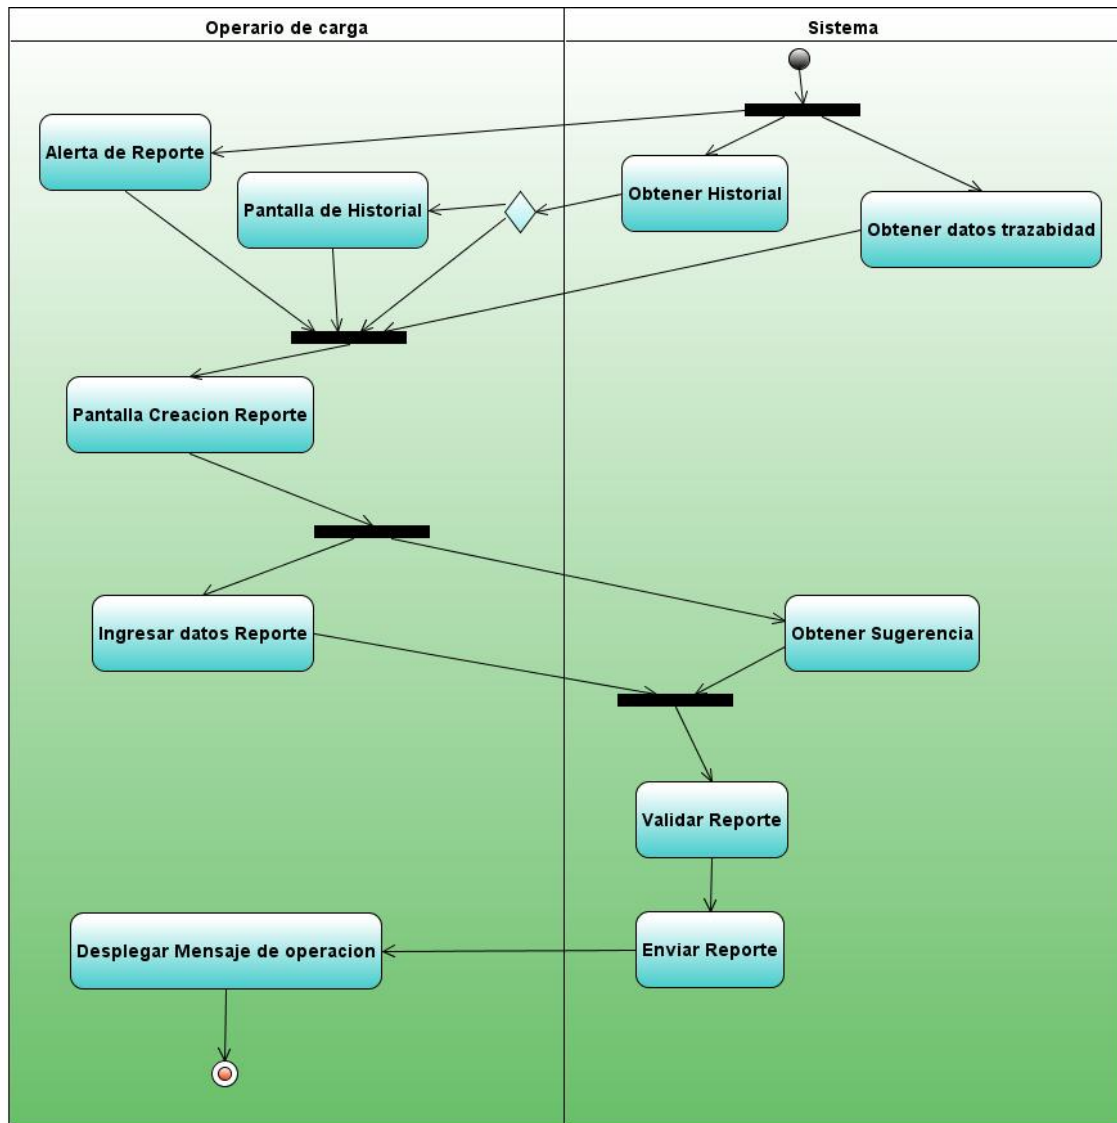 Operario de carga
Sistema
Alerta de Reporte
Pantalla de Historial
Obtener Historial
Obtener datos trazabidad
Pantalla Creacion Reporte
Ingresar datos Reporte
Obtener Sugerencia
Validar Reporte
Desplegar Mensaje de operacion
Enviar Reporte